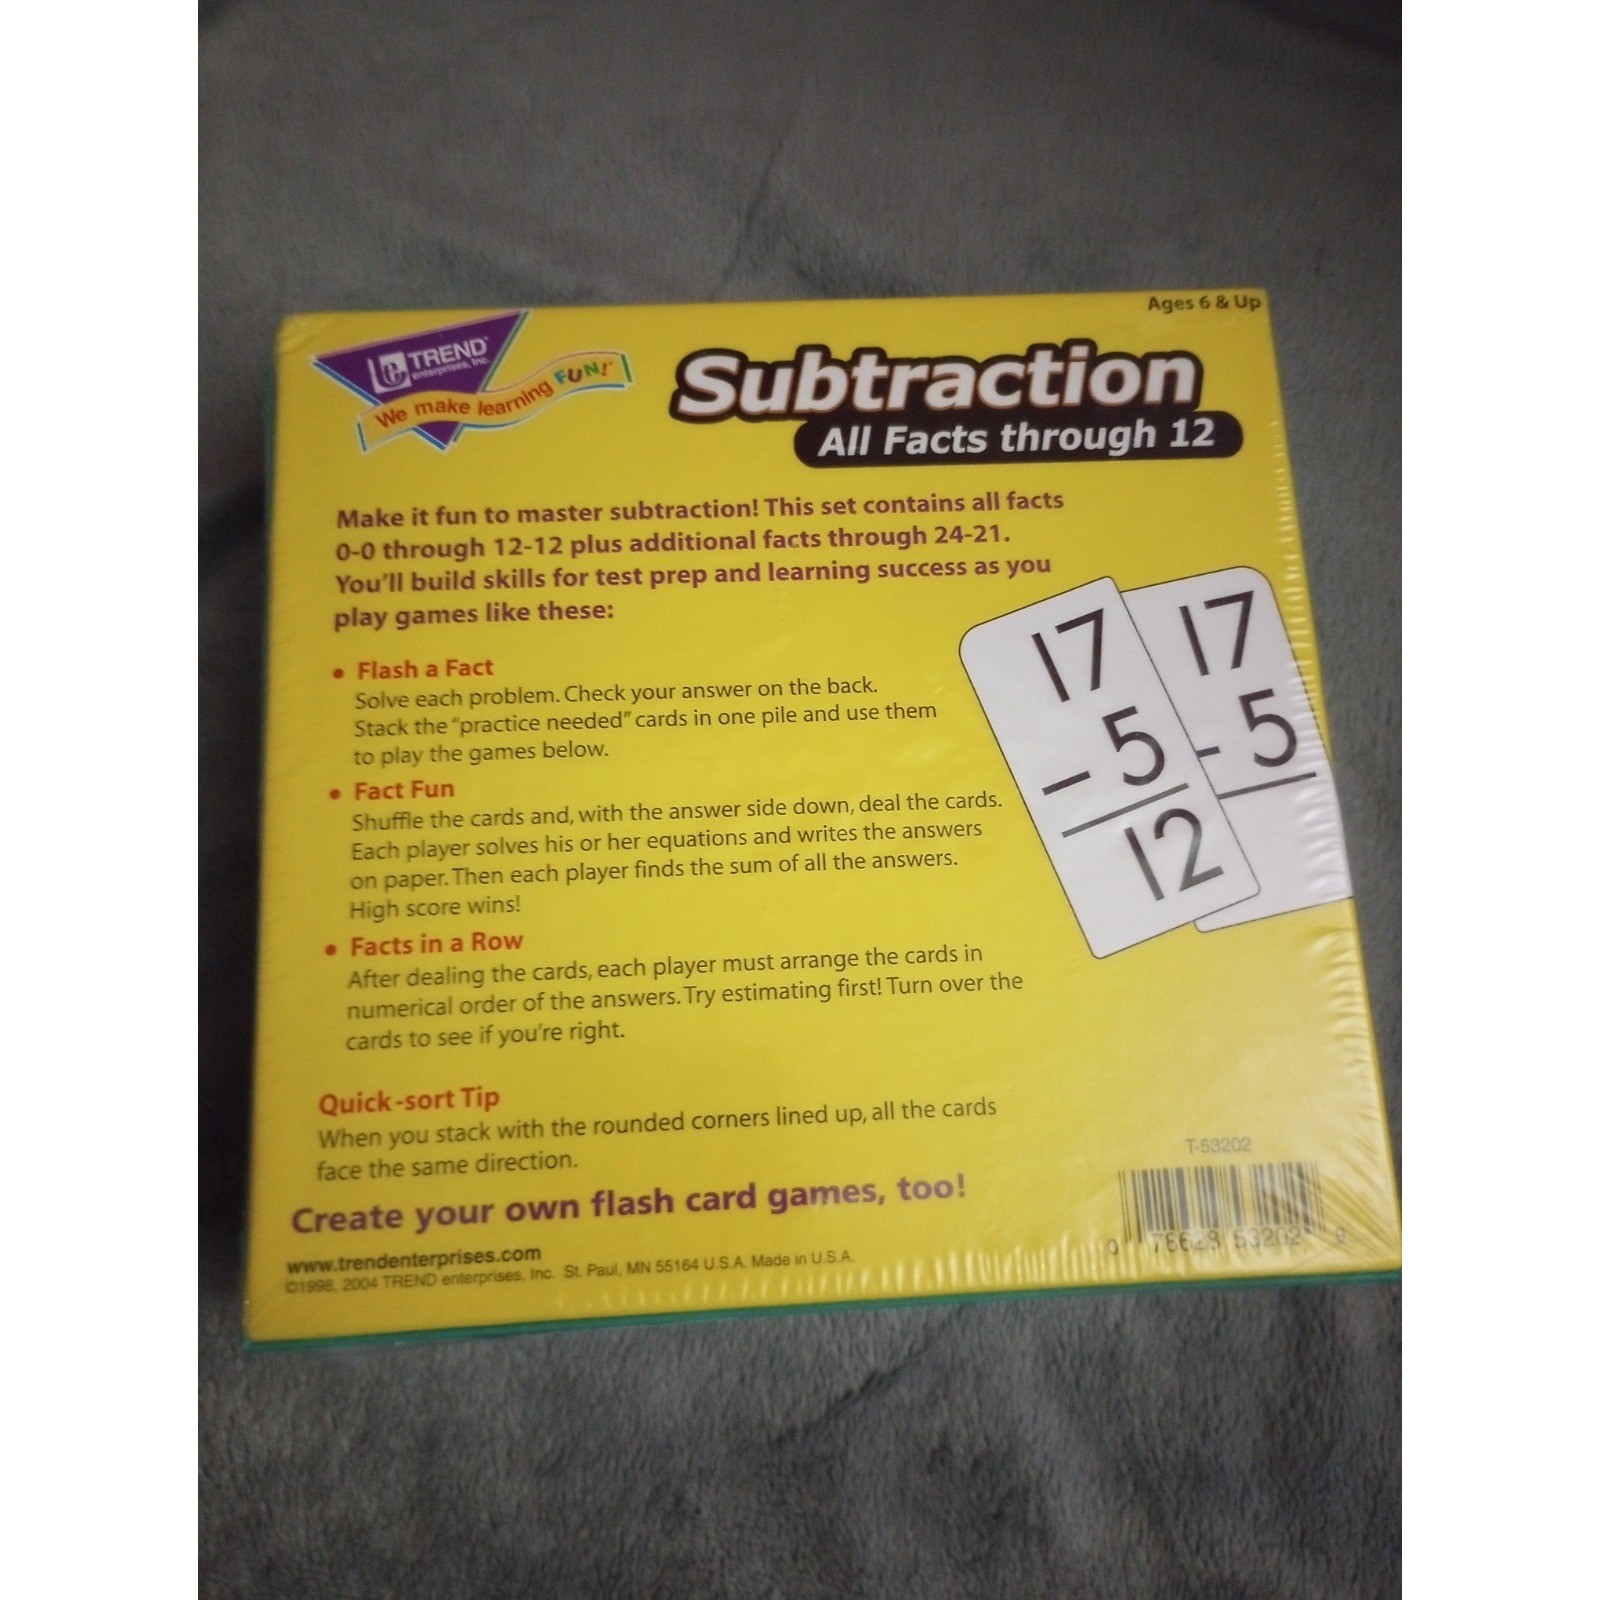 Ages 6 & Up
TREND
enterprises, Inc.
We make learning FUN!
Subtraction
All Facts through 12
Make it fun to master subtraction! This set contains all facts
0-0 through 12-12 plus additional facts through 24-21.
You'll build skills for test prep and learning success as you
play games like these:
• Flash a Fact
Solve each problem. Check your answer on the back.
Stack the "practice needed" cards in one pile and use them
to play the games below.
• Fact Fun
Shuffle the cards and, with the answer side down, deal the cards.
Each player solves his or her equations and writes the answers
on paper. Then each player finds the sum of all the answers.
High score wins!
• Facts in a Row
After dealing the cards, each player must arrange the cards in
numerical order of the answers. Try estimating first! Turn over the
cards to see if you're right.
17
- 5
12
17
- 5
Quick-sort Tip
When you stack with the rounded corners lined up, all the cards
face the same direction.
Create your own flash card games, too!
www.trendenterprises.com
©1998, 2004 TREND enterprises, Inc. St. Paul, MN 55164 U.S.A. Made in U.S.A.
T-53202
0 78628 53202